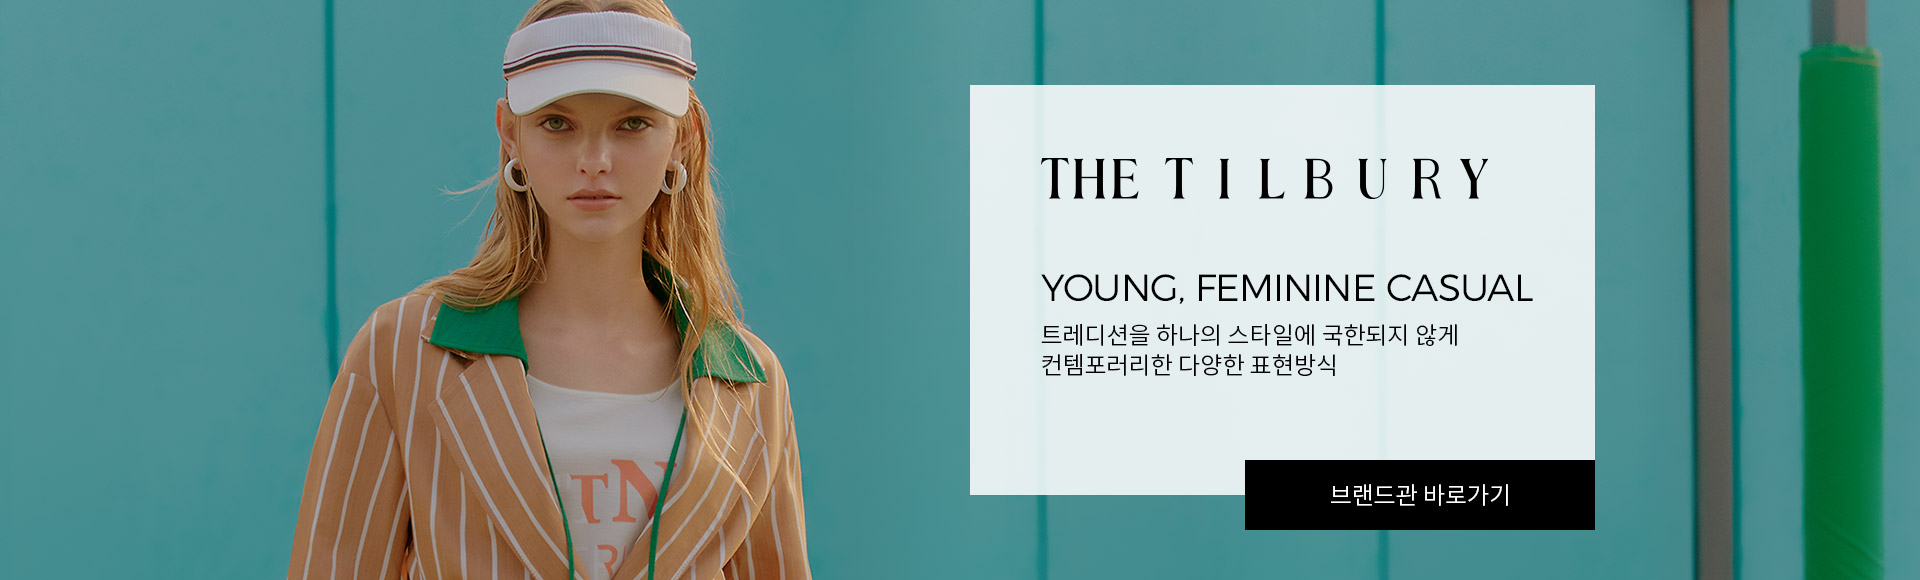 THE TILBURY
YOUNG, FEMININE CASUAL
트레디션을 하나의 스타일에 국한되지 않게
컨템포러리한 다양한 표현방식
브랜드관 바로가기
TN